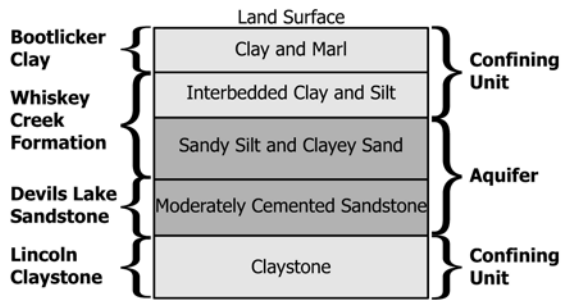 Land Surface
Bootlicker
Clay
Clay and Marl
Confining
Unit
Whiskey
Creek
Formation
Interbedded Clay and Silt
Sandy Silt and Clayey Sand
Aquifer
Devils Lake
Sandstone
Moderately Cemented Sandstone
Lincoln
Claystone
Claystone
Confining
Unit